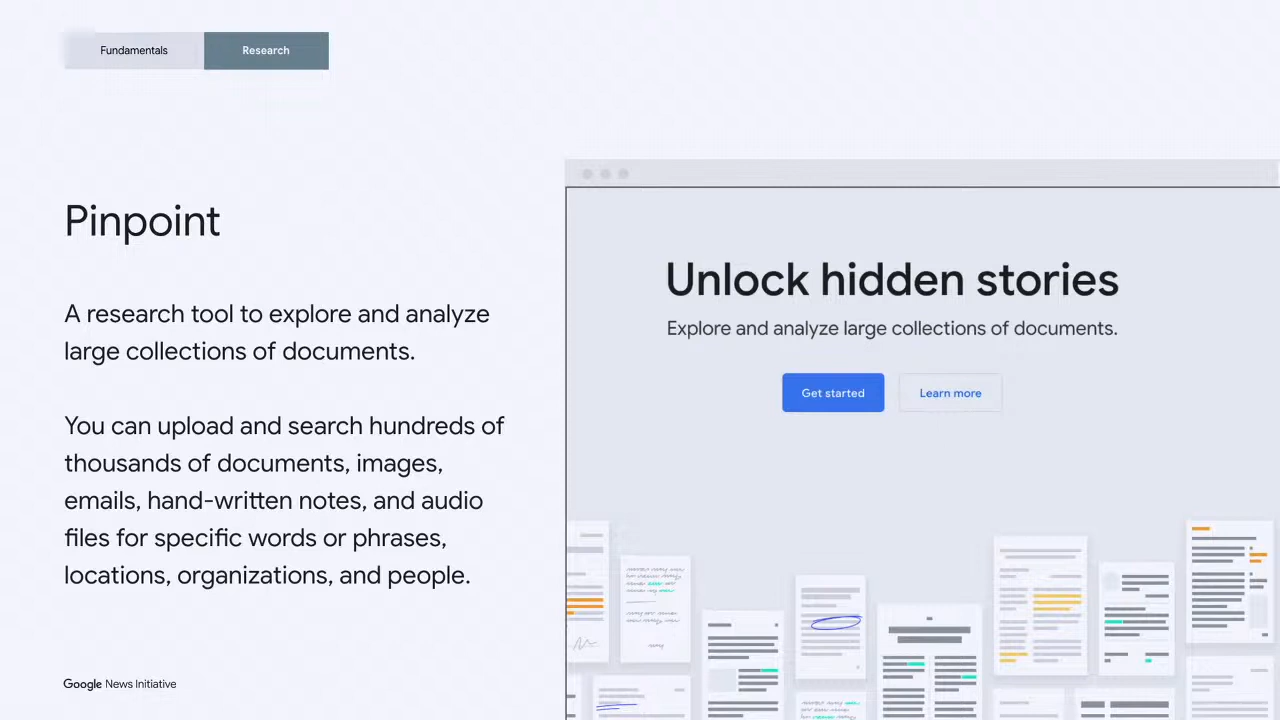 Fundamentals
Research
Pinpoint
A research tool to explore and analyze
large collections of documents.
You can upload and search hundreds of
thousands of documents, images,
emails, hand-written notes, and audio
files for specific words or phrases,
locations, organizations, and people.
Unlock hidden stories
Explore and analyze large collections of documents.
Get started
Learn more
Google News Initiative